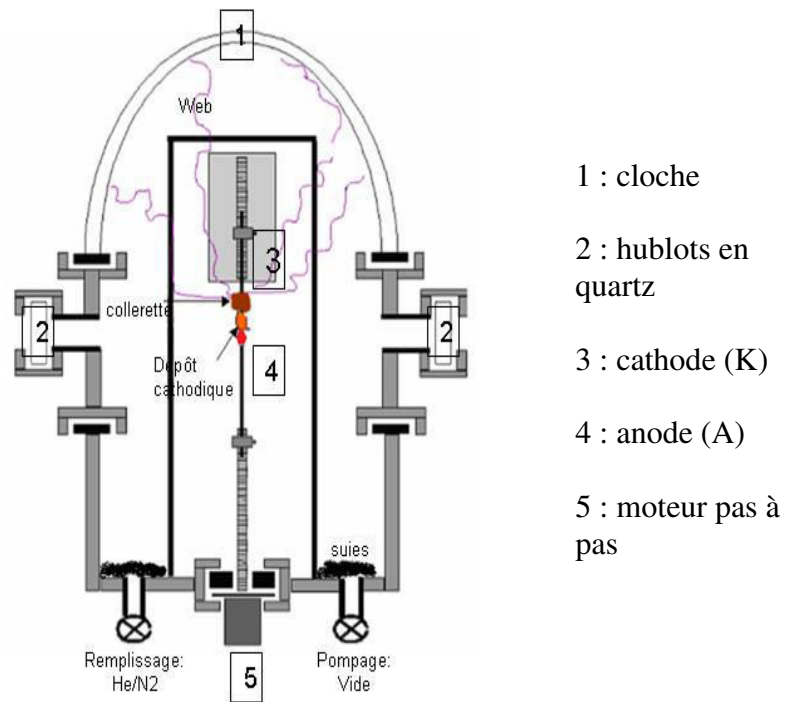 1
Web
3
collerette
2
2
Dépôt
cathodique
4
suies
Remplissage:
He/N2
5
Pompage:
Vide
1 : cloche
2 : hublots en
quartz
3 : cathode (K)
4 : anode (A)
5 : moteur pas à
pas